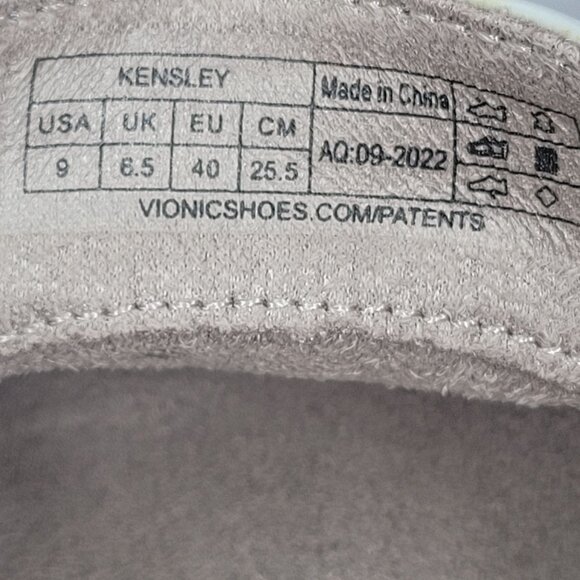 KENSLEY Made in China
USA UK EU CM
AQ:09-2022
9 6.5 40 25.5
VIONICSHOES.COM/PATENTS